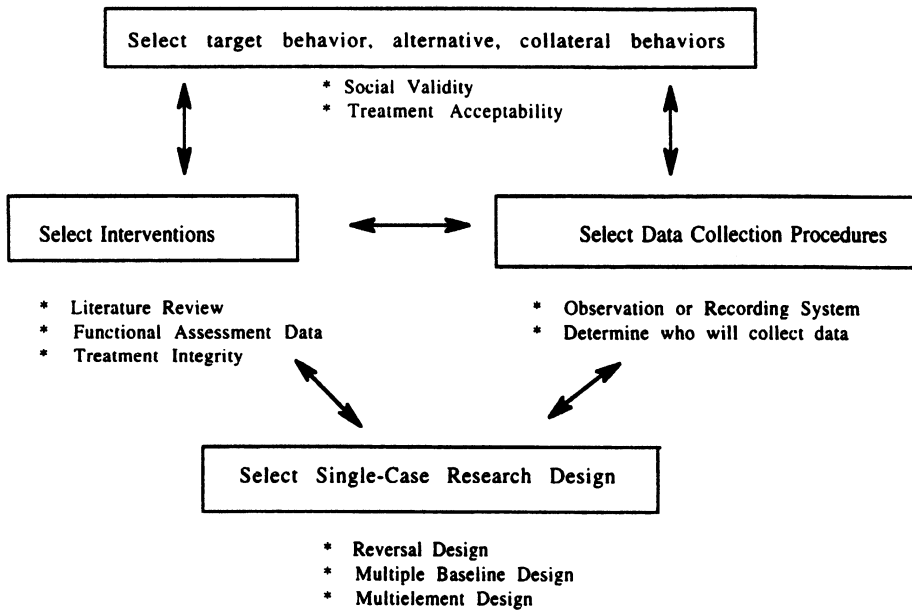 Select target behavior, alternative, collateral behaviors
* Social Validity
* Treatment Acceptability
Select Interventions
Select Data Collection Procedures
* Literature Review
* Functional Assessment Data
* Treatment Integrity
* Observation or Recording System
* Determine who will collect data
Select Single-Case Research Design
* Reversal Design
* Multiple Baseline Design
* Multielement Design